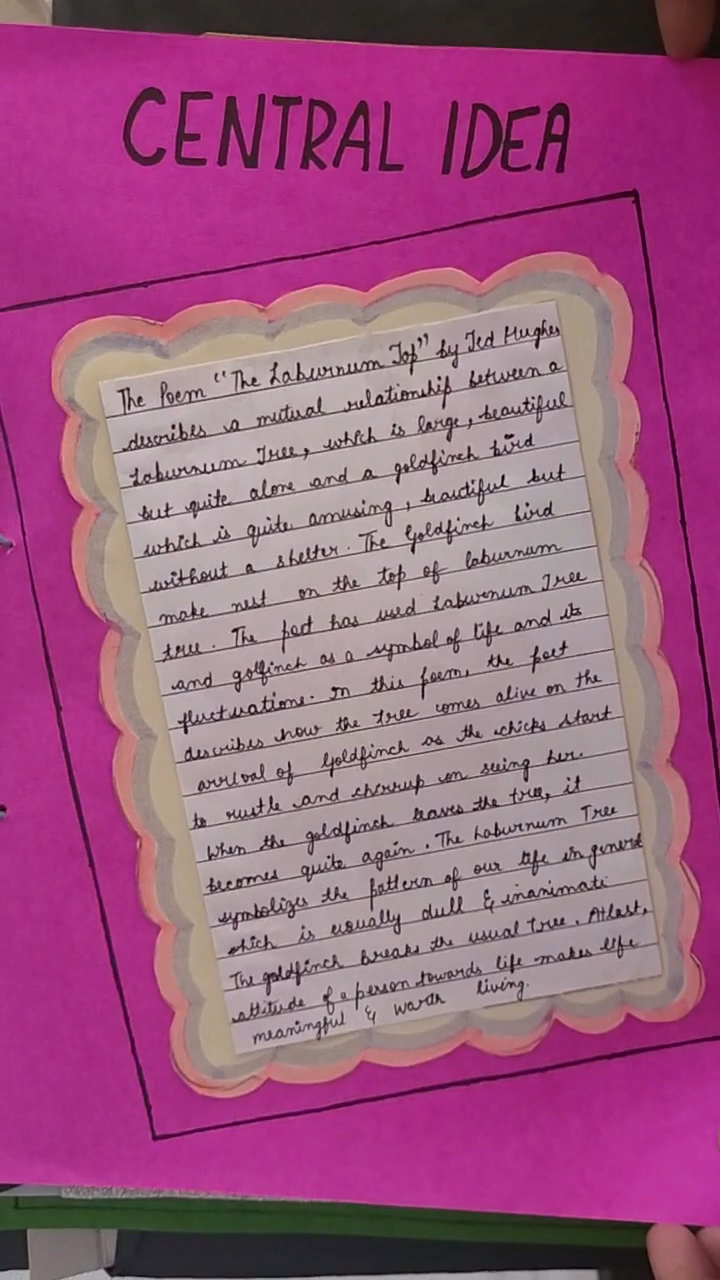 CENTRAL IDEA
The Poem "The Laburnum Top" by Ted Hughes
describes a mutual relationship between a
Laburnum Tree, which is large, beautiful
but quite alone and a goldfinch bird
which is quite amusing, beautiful but
without a shelter. The Goldfinch bird
make nest on the top of laburnum
tree. The poet has used Laburnum Tree
and golfinch as a symbol of life and its
fluctuations. In this poem, the poet
describes how the tree comes alive on the
arrival of Goldfinch as the chicks start
to rustle and chirrup on seeing her.
When the goldfinch leaves the tree, it
becomes quite again. The Laburnum Tree
symbolizes the pattern of our life in general
which is usually dull & inanimati
The goldfinch breaks the usual Tree. Atlast,
attitude of a person towards life makes life
meaningful & worth living.